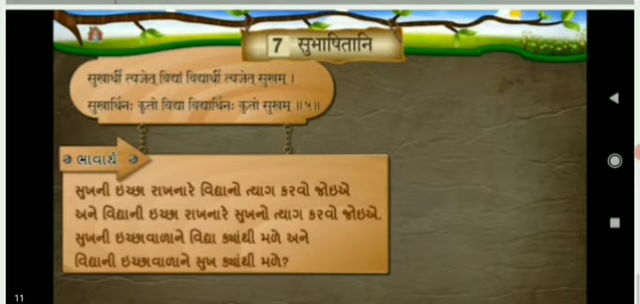 7 सुभाषितानि
सुखार्थी त्यजेत् विद्यां विद्यार्थी त्यजेत् सुखम् ।
सुखार्थिनः कुतो विद्या विद्यार्थिनः कुतो सुखम् ॥५॥
ભાવાર્થ
સુખની ઇચ્છા રાખનારે વિદ્યાનો ત્યાગ કરવો જોઇએ
અને વિદ્યાની ઇચ્છા રાખનારે સુખનો ત્યાગ કરવો જોઇએ.
સુખની ઇચ્છાવાળાને વિદ્યા ક્યાંથી મળે અને
વિદ્યાની ઇચ્છાવાળાને સુખ ક્યાંથી મળે?
11